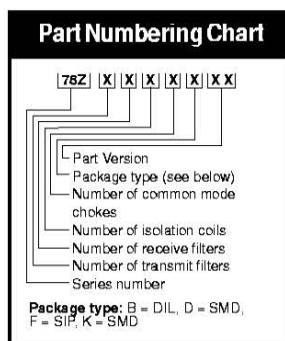 Part Numbering Chart
78Z X X X X X XX
Part Version
Package type (see below)
Number of common mode
chokes
Number of isolation coils
Number of receive filters
Number of transmit filters
Series number
Package type: B = DIL, D = SMD,
F = SIP, K = SMD